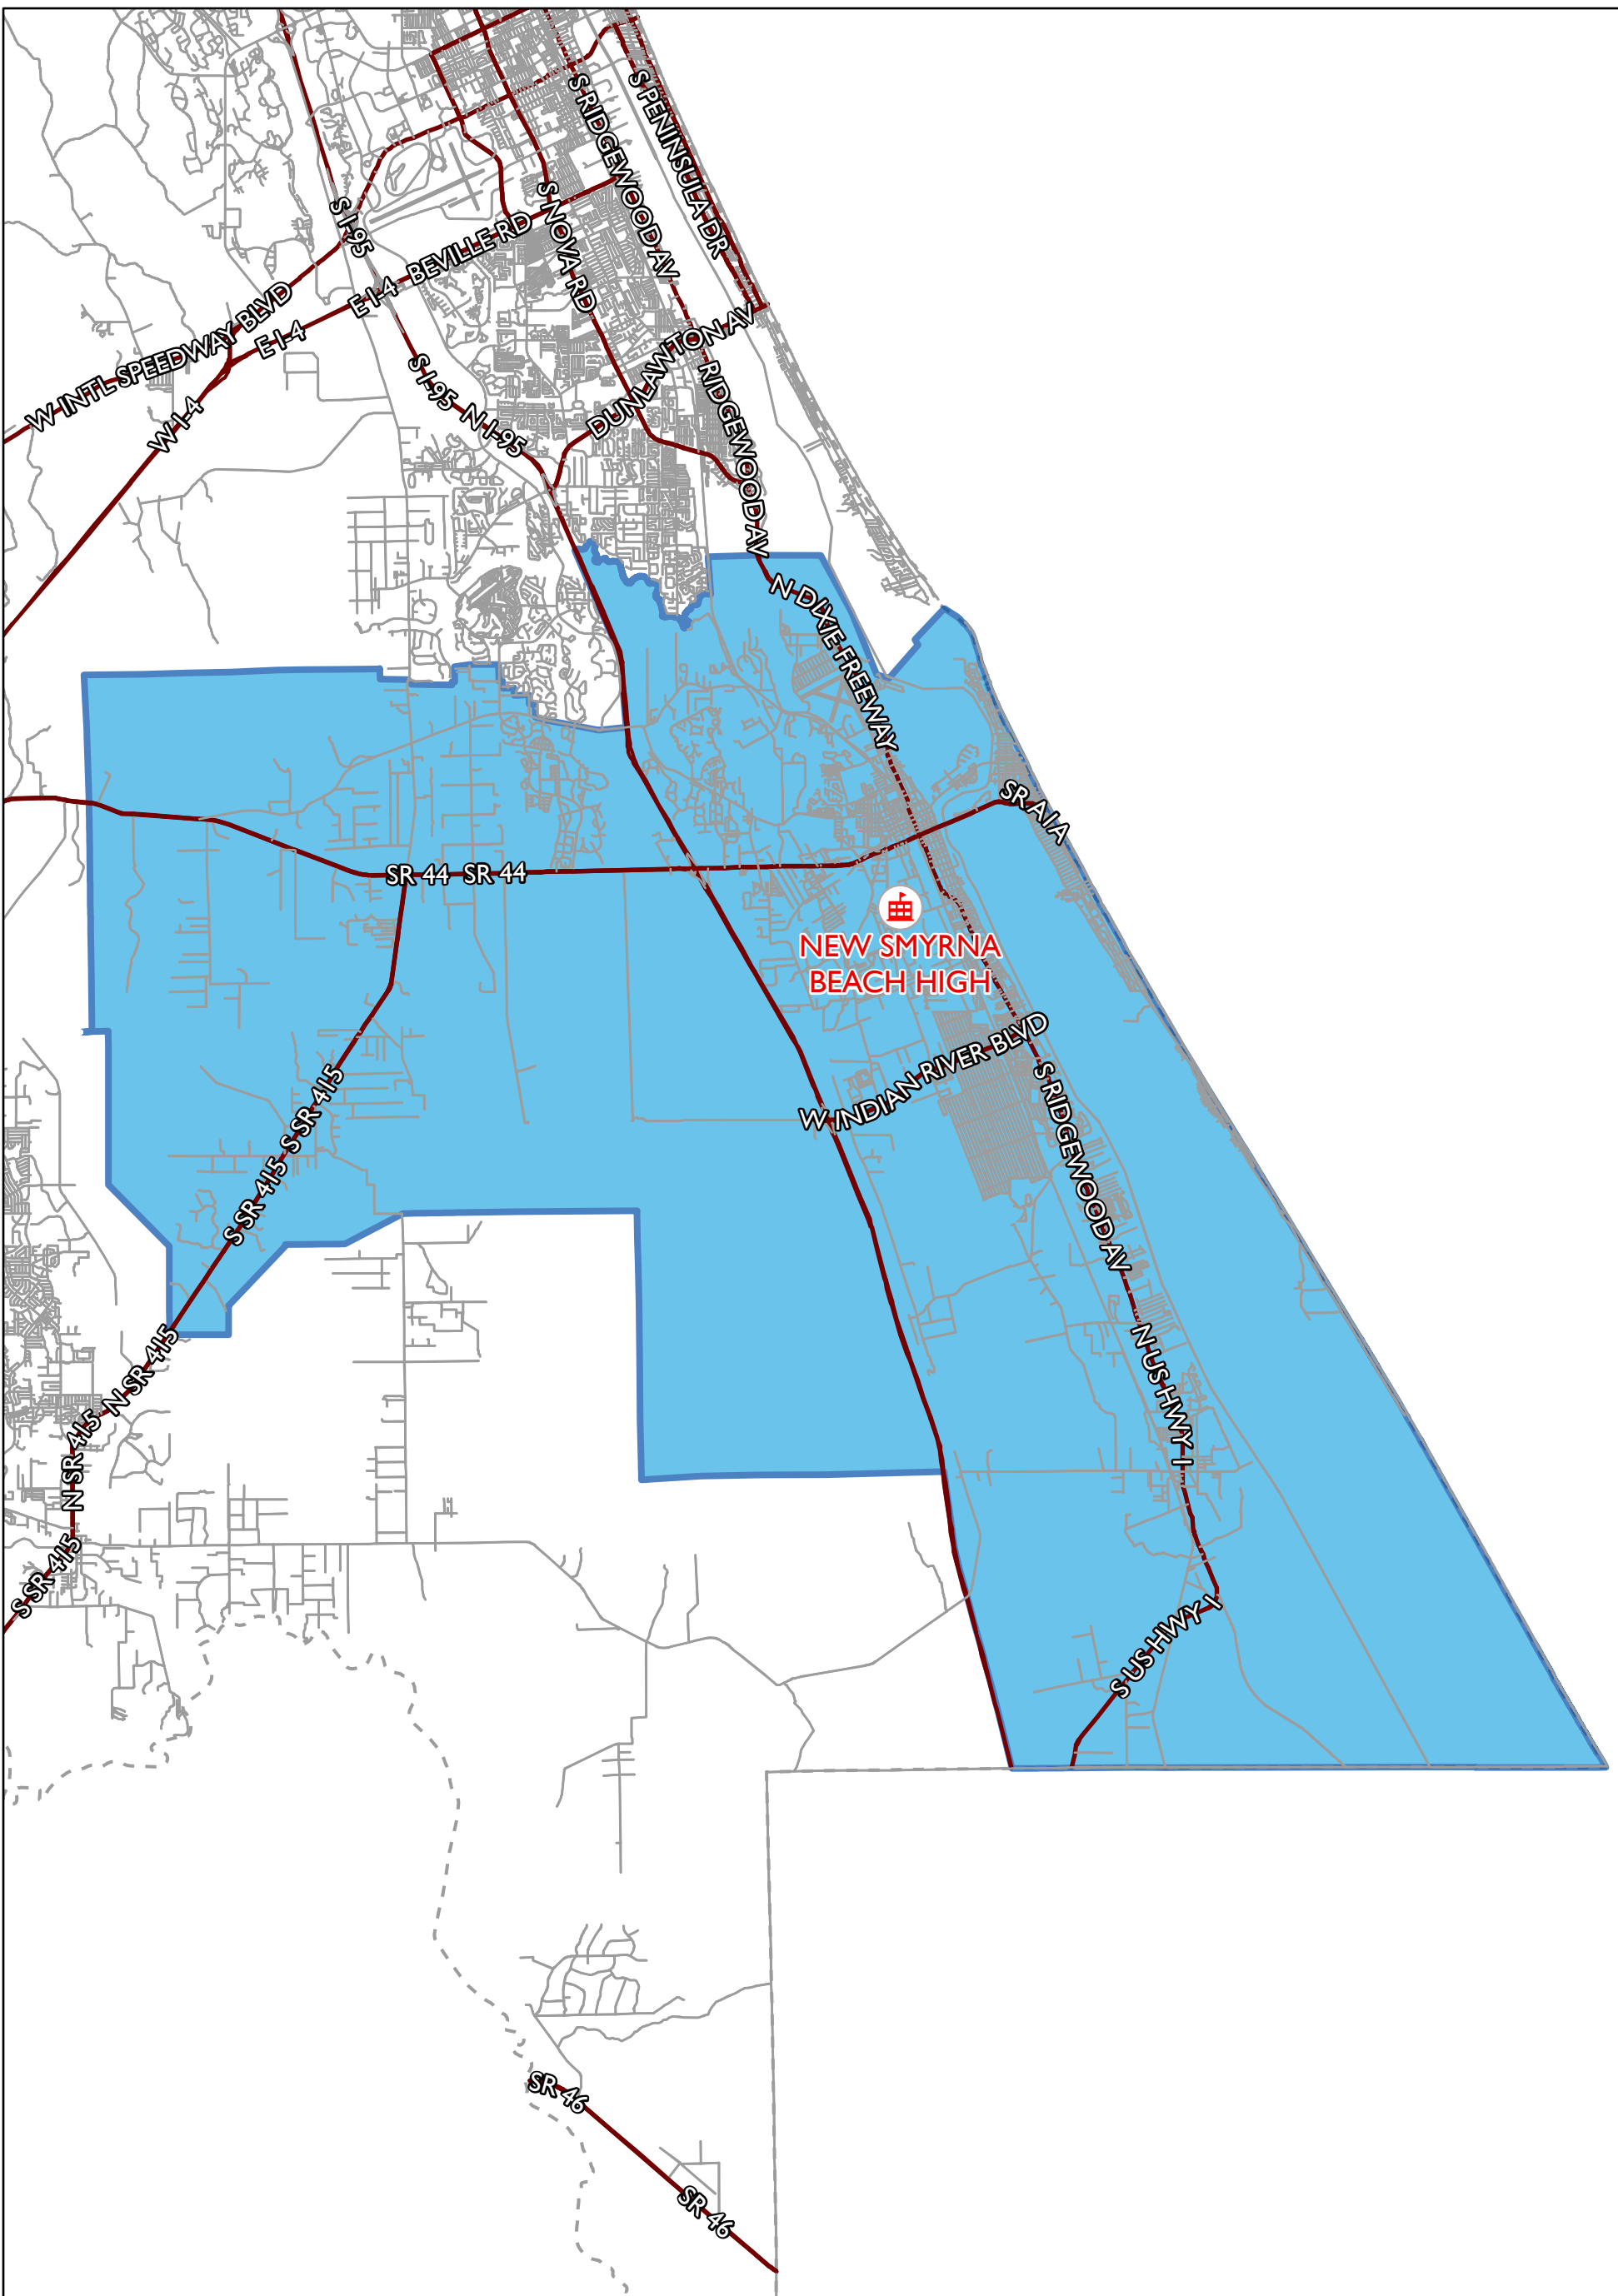 S RIDGEWOOD AV
S PENINSULA DR
S I-95
S NOVA RD
E I-4
BEVILLE RD
W INTL SPEEDWAY BLVD
E I-4
DUNLAWTON AV
S I-95
N I-95
W I-4
RIDGEWOOD AV
N DIXIE FREEWAY
SR A1A
SR 44
SR 44
NEW SMYRNA
BEACH HIGH
W INDIAN RIVER BLVD
S RIDGEWOOD AV
S SR 415
S SR 415
N US HWY 1
N SR 415
N SR 415
S SR 415
S US HWY 1
SR 46
SR 46